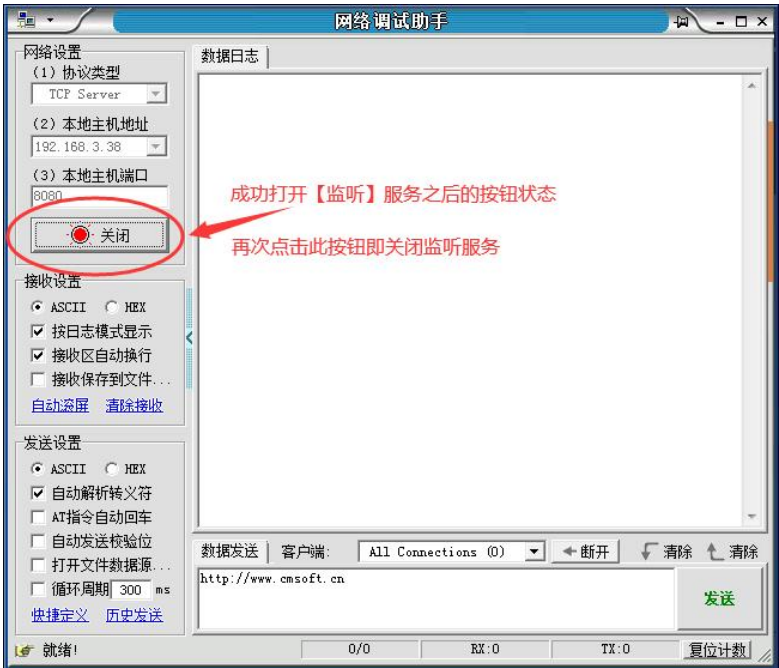 网络调试助手
网络设置
(1) 协议类型
TCP Server
(2) 本地主机地址
192.168.3.38
(3) 本地主机端口
8080
关闭
接收设置
ASCII HEX
按日志模式显示
接收区自动换行
接收保存到文件...
自动滚屏 清除接收
发送设置
ASCII HEX
自动解析转义符
AT指令自动回车
自动发送校验位
打开文件数据源...
循环周期 300 ms
快捷定义 历史发送
数据日志
成功打开【监听】服务之后的按钮状态
再次点击此按钮即关闭监听服务
数据发送 客户端: All Connections (0) 断开 清除 清除
http://www.cmsoft.cn
发送
就绪! 0/0 RX:0 TX:0 复位计数